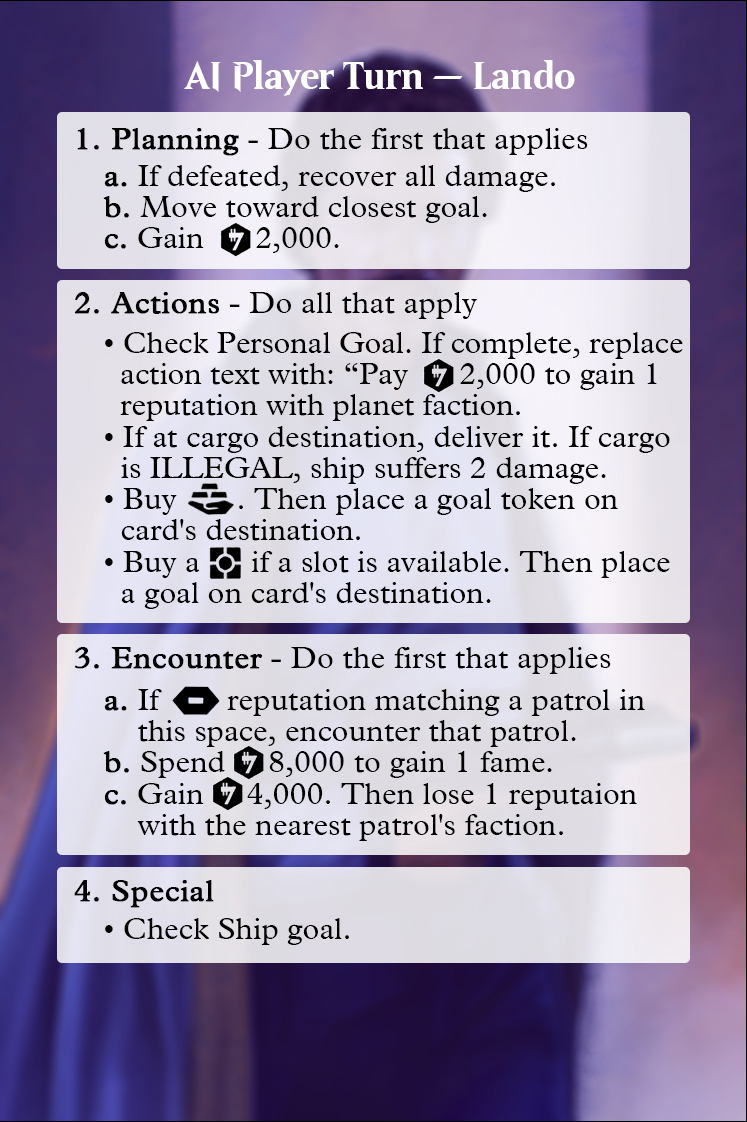 AI Player Turn — Lando
1. Planning - Do the first that applies
a. If defeated, recover all damage.
b. Move toward closest goal.
c. Gain 2,000.
2. Actions - Do all that apply
• Check Personal Goal. If complete, replace
action text with: “Pay 2,000 to gain 1
reputation with planet faction.
• If at cargo destination, deliver it. If cargo
is ILLEGAL, ship suffers 2 damage.
• Buy . Then place a goal token on
card's destination.
• Buy a if a slot is available. Then place
a goal on card's destination.
3. Encounter - Do the first that applies
a. If reputation matching a patrol in
this space, encounter that patrol.
b. Spend 8,000 to gain 1 fame.
c. Gain 4,000. Then lose 1 reputaion
with the nearest patrol's faction.
4. Special
• Check Ship goal.